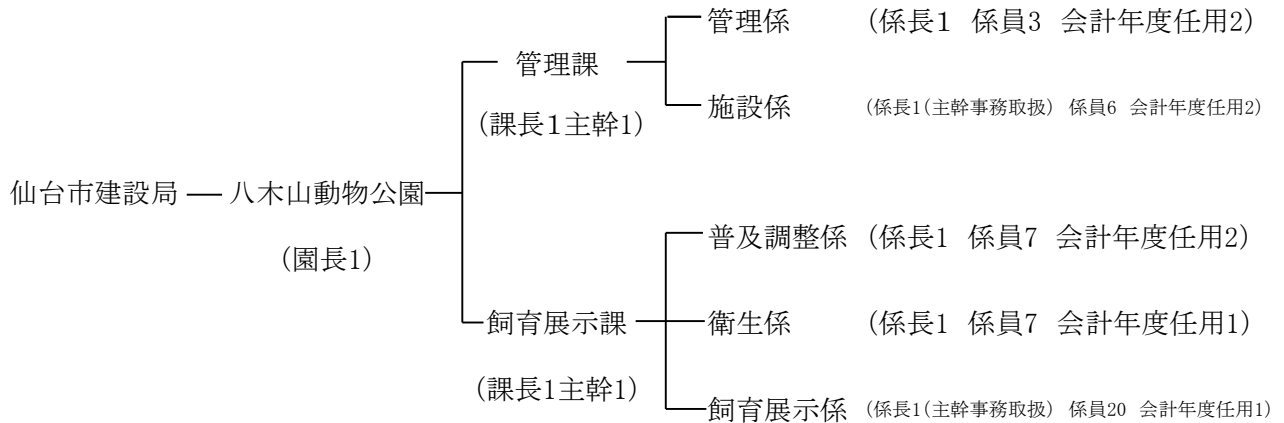 仙台市建設局
八木山動物公園
(園長1)
管理課
(課長１主幹1)
管理係 (係長1 係員3 会計年度任用2)
施設係 (係長1(主幹事務取扱) 係員6 会計年度任用2)
飼育展示課
(課長1主幹1)
普及調整係 (係長1 係員7 会計年度任用2)
衛生係 (係長1 係員7 会計年度任用1)
飼育展示係 (係長1(主幹事務取扱) 係員20 会計年度任用1)